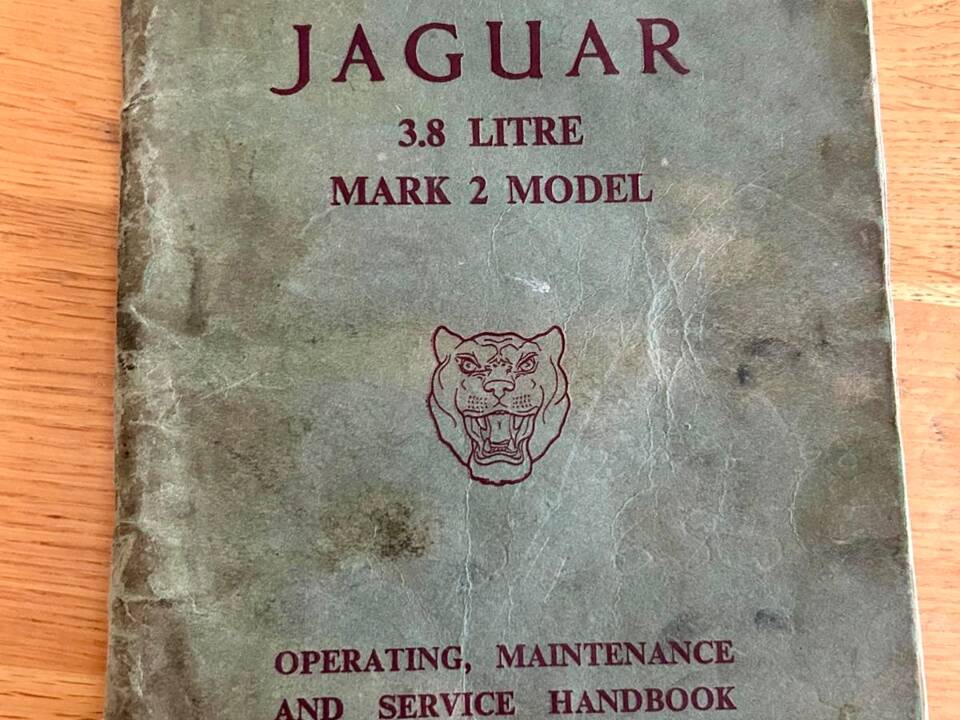 JAGUAR
3.8 LITRE
MARK 2 MODEL
OPERATING, MAINTENANCE
AND SERVICE HANDBOOK